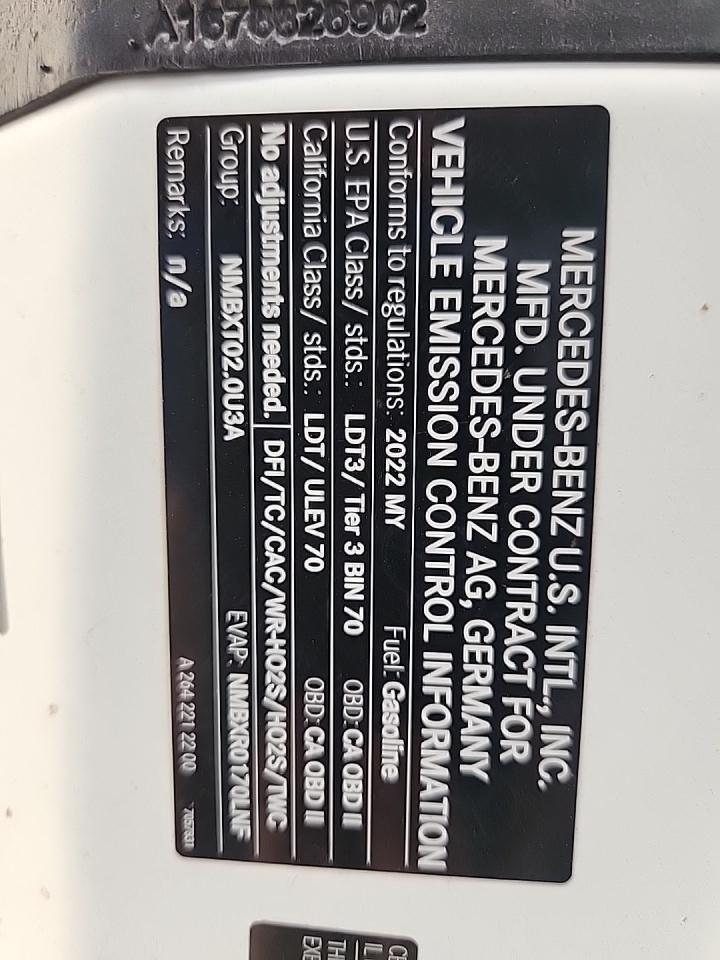 A1678626902
MERCEDES-BENZ U.S. INTL., INC.
MFD. UNDER CONTRACT FOR
MERCEDES-BENZ AG, GERMANY
VEHICLE EMISSION CONTROL INFORMATION
Conforms to regulations: 2022 MY Fuel: Gasoline
U.S. EPA Class/ stds.: LDT3/ Tier 3 BIN 70 OBD: CA OBD II
California Class/ stds.: LDT/ ULEV 70 OBD: CA OBD II
No adjustments needed. DFI/TC/CAC/WR-HO2S/HO2S/TWC
Group: NMBXT02.0U3A EVAP: NMBXR0170LNF
Remarks: n/a
A 264 221 22 00